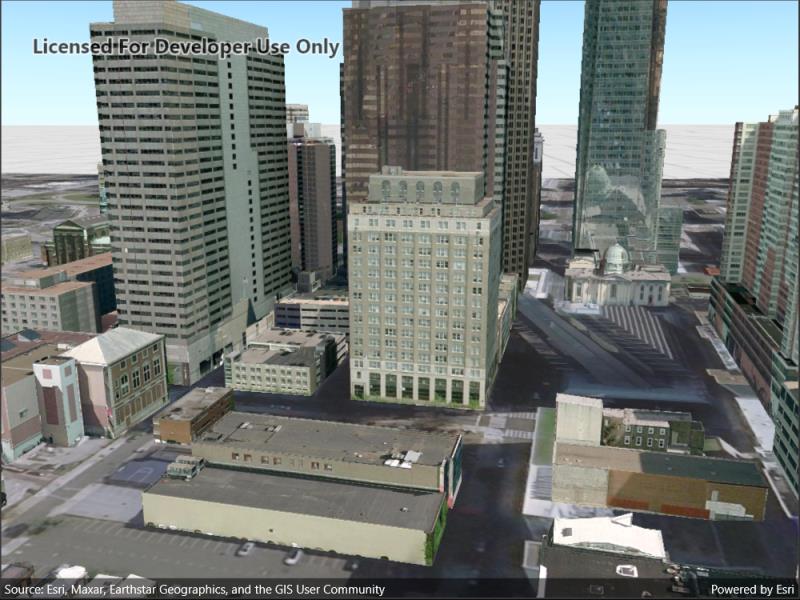 Licensed For Developer Use Only
Source: Esri, Maxar, Earthstar Geographics, and the GIS User Community
Powered by Esri